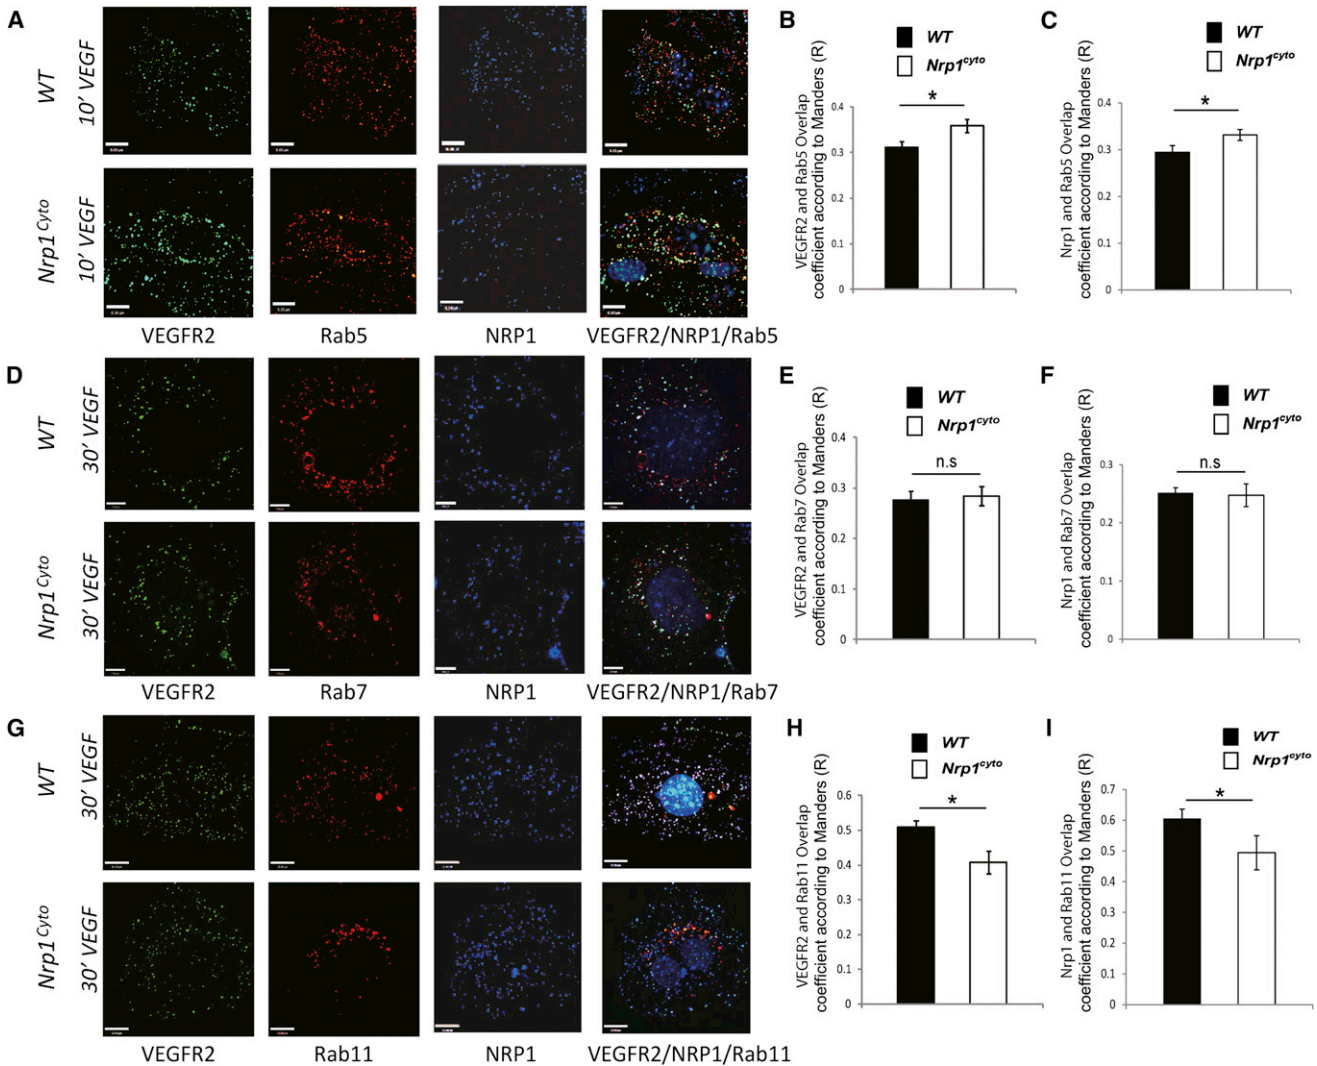 A
WT
10' VEGF
Nrp1Cyto
10' VEGF
VEGFR2
Rab5
NRP1
VEGFR2/NRP1/Rab5
B
WT
Nrp1cyto
VEGFR2 and Rab5 Overlap
coefficient according to Manders (R)
0.4
0.3
0.2
0.1
0
*
C
WT
Nrp1cyto
Nrp1 and Rab5 Overlap
coefficient according to Manders (R)
0.4
0.3
0.2
0.1
0
*
D
WT
30' VEGF
Nrp1Cyto
30' VEGF
VEGFR2
Rab7
NRP1
VEGFR2/NRP1/Rab7
E
WT
Nrp1cyto
VEGFR2 and Rab7 Overlap
coefficient according to Manders (R)
0.4
0.3
0.2
0.1
0
n.s
F
WT
Nrp1cyto
Nrp1 and Rab7 Overlap
coefficient according to Manders (R)
0.3
0.2
0.1
0
n.s
G
WT
30' VEGF
Nrp1Cyto
30' VEGF
VEGFR2
Rab11
NRP1
VEGFR2/NRP1/Rab11
H
WT
Nrp1cyto
VEGFR2 and Rab11 Overlap
coefficient according to Manders (R)
0.6
0.5
0.4
0.3
0.2
0.1
0
*
I
WT
Nrp1cyto
Nrp1 and Rab11 Overlap
coefficient according to Manders (R)
0.7
0.6
0.5
0.4
0.3
0.2
0.1
0
*